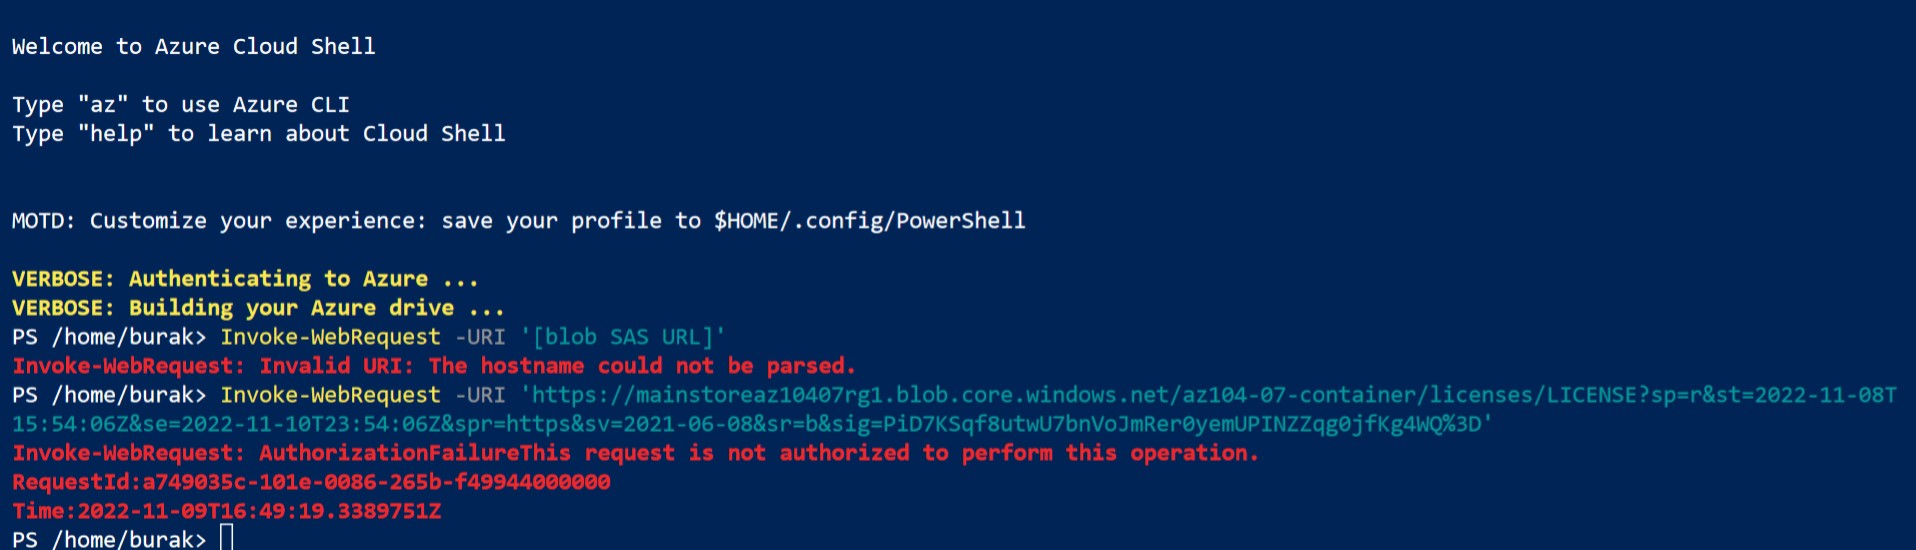 Welcome to Azure Cloud Shell
Type "az" to use Azure CLI
Type "help" to learn about Cloud Shell
MOTD: Customize your experience: save your profile to $HOME/.config/PowerShell
VERBOSE: Authenticating to Azure ...
VERBOSE: Building your Azure drive ...
PS /home/burak> Invoke-WebRequest -URI '[blob SAS URL]'
Invoke-WebRequest: Invalid URI: The hostname could not be parsed.
PS /home/burak> Invoke-WebRequest -URI 'https://mainstoreaz10407rg1.blob.core.windows.net/az104-07-container/licenses/LICENSE?sp=r&st=2022-11-08T
15:54:06Z&se=2022-11-10T23:54:06Z&spr=https&sv=2021-06-08&sr=b&sig=PiD7KSqf8utwU7bnVoJmRer0yemUPINZZqg0jfKg4WQ%3D'
Invoke-WebRequest: AuthorizationFailureThis request is not authorized to perform this operation.
RequestId:a749035c-101e-0086-265b-f49944000000
Time:2022-11-09T16:49:19.3389751Z
PS /home/burak>